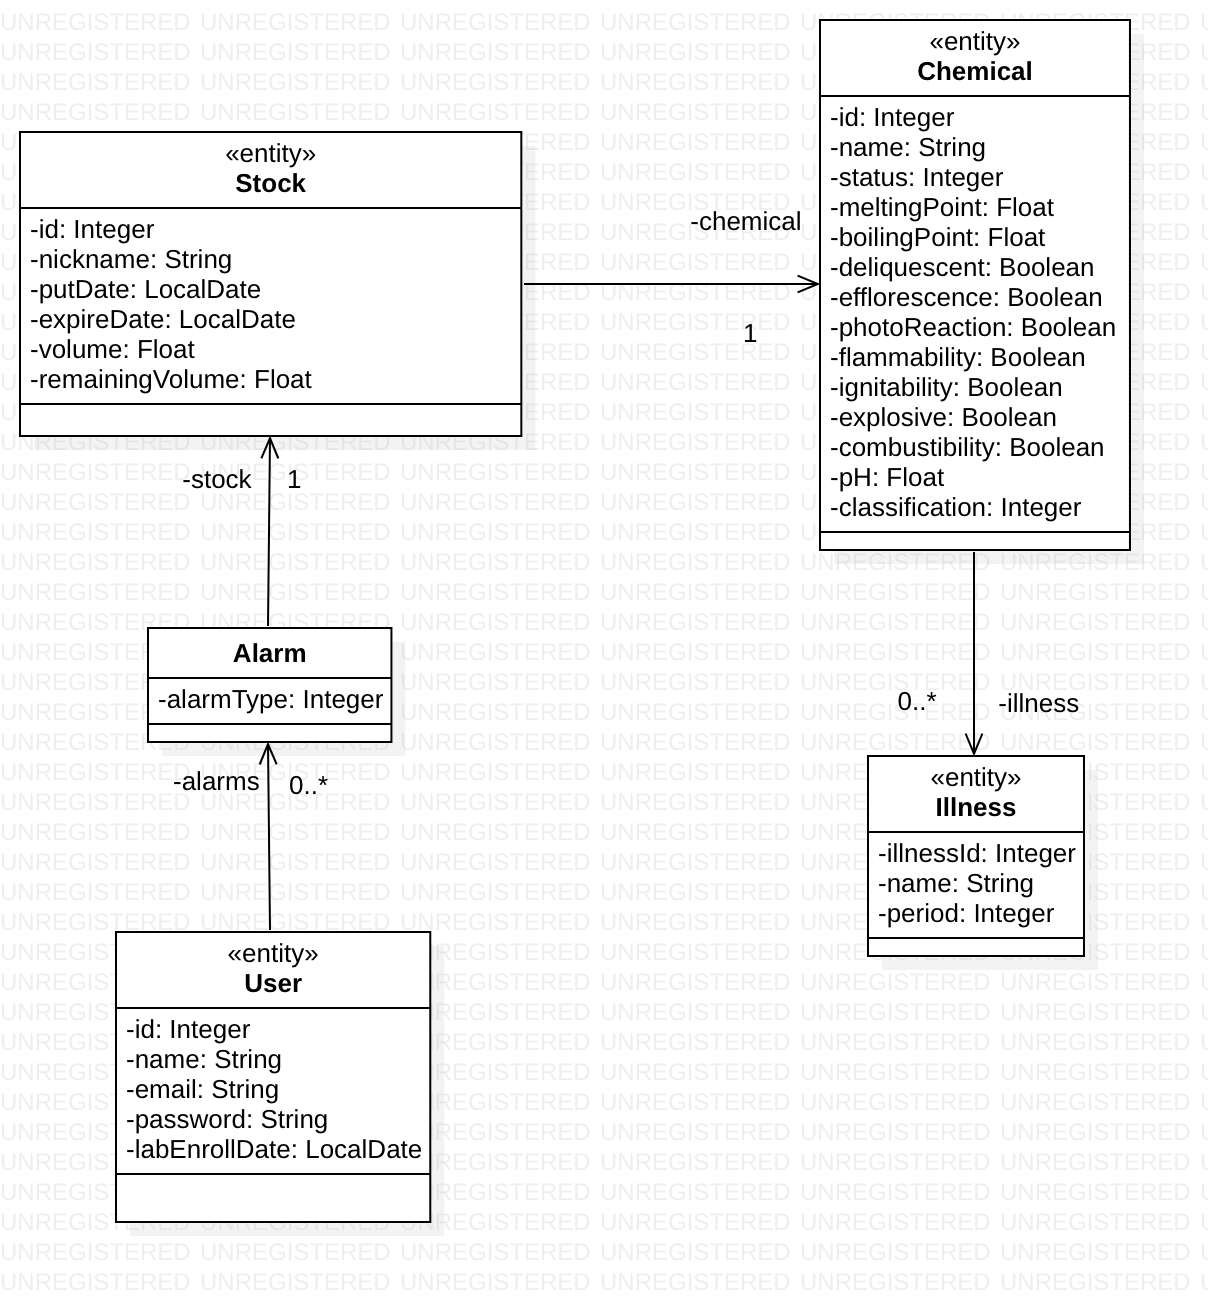 «entity»
Chemical
-id: Integer
-name: String
-status: Integer
-meltingPoint: Float
-boilingPoint: Float
-deliquescent: Boolean
-efflorescence: Boolean
-photoReaction: Boolean
-flammability: Boolean
-ignitability: Boolean
-explosive: Boolean
-combustibility: Boolean
-pH: Float
-classification: Integer
«entity»
Stock
-id: Integer
-nickname: String
-putDate: LocalDate
-expireDate: LocalDate
-volume: Float
-remainingVolume: Float
-chemical
1
-stock 1
Alarm
-alarmType: Integer
-alarms 0..*
0..* -illness
«entity»
Illness
-illnessId: Integer
-name: String
-period: Integer
«entity»
User
-id: Integer
-name: String
-email: String
-password: String
-labEnrollDate: LocalDate
UNREGISTERED